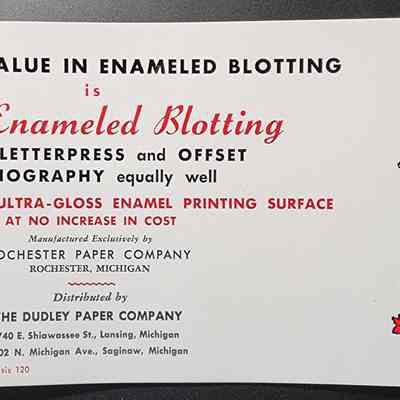 ALUE IN ENAMELED BLOTTING
is
Enameled Blotting
LETTERPRESS and OFFSET
IOGRAPHY equally well
ULTRA-GLOSS ENAMEL PRINTING SURFACE
AT NO INCREASE IN COST
Manufactured Exclusively by
OCHESTER PAPER COMPANY
ROCHESTER, MICHIGAN
Distributed by
THE DUDLEY PAPER COMPANY
740 E. Shiawassee St., Lansing, Michigan
02 N. Michigan Ave., Saginaw, Michigan
sis 120